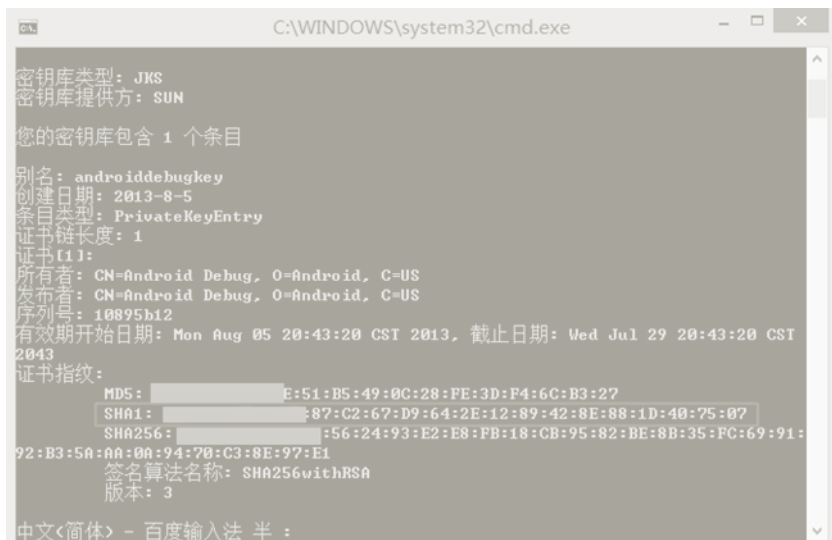 C:\WINDOWS\system32\cmd.exe
密钥库类型: JKS
密钥库提供方: SUN
您的密钥库包含 1 个条目
别名: androiddebugkey
创建日期: 2013-8-5
条目类型: PrivateKeyEntry
证书链长度: 1
证书[1]:
所有者: CN=Android Debug, O=Android, C=US
发布者: CN=Android Debug, O=Android, C=US
序列号: 10895b12
有效期开始日期: Mon Aug 05 20:43:20 CST 2013, 截止日期: Wed Jul 29 20:43:20 CST
2043
证书指纹:
MD5: E:51:B5:49:0C:28:FE:3D:F4:6C:B3:27
SHA1: :87:C2:67:D9:64:2E:12:89:42:8E:88:1D:40:75:07
SHA256: :56:24:93:E2:E8:FB:18:CB:95:82:BE:8B:35:FC:69:91:
92:B3:5A:AA:0A:94:70:C3:8E:97:E1
签名算法名称: SHA256withRSA
版本: 3
中文(简体) - 百度输入法 半 :